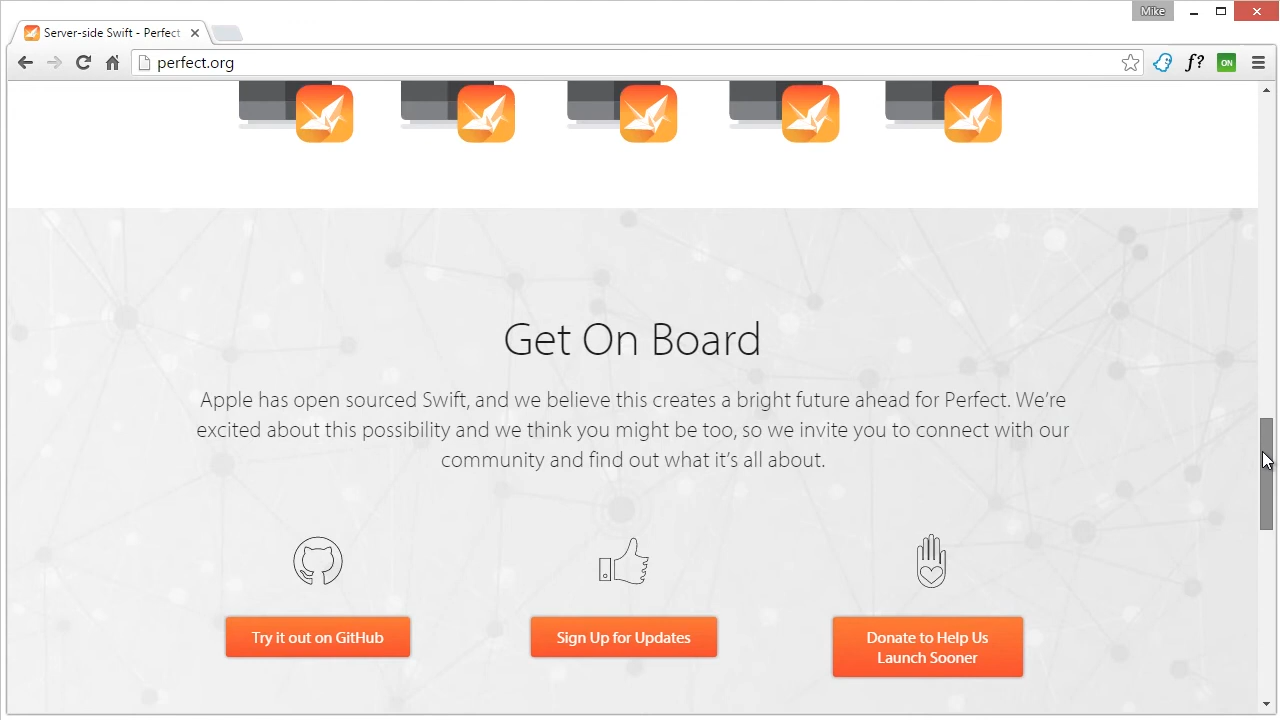 Mike
Server-side Swift - Perfect
perfect.org
f?
ON
Get On Board
Apple has open sourced Swift, and we believe this creates a bright future ahead for Perfect. We’re
excited about this possibility and we think you might be too, so we invite you to connect with our
community and find out what it’s all about.
Try it out on GitHub
Sign Up for Updates
Donate to Help Us
Launch Sooner